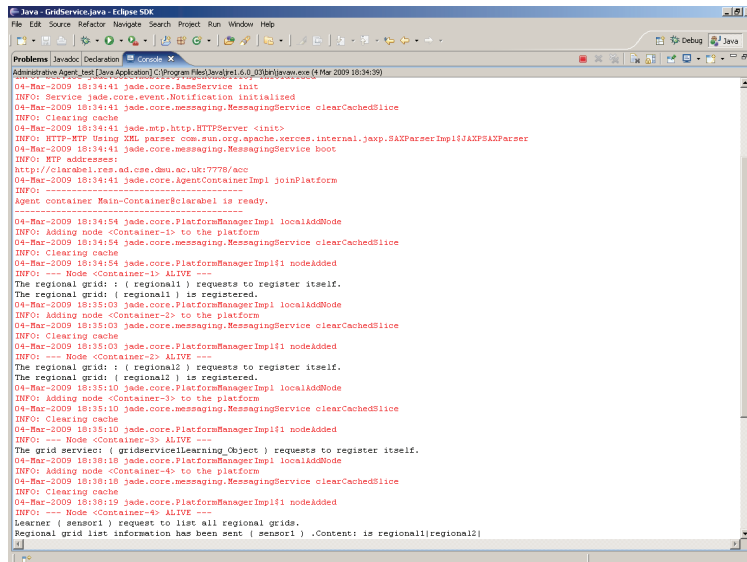 Java - GridService.java - Eclipse SDK
File Edit Source Refactor Navigate Search Project Run Window Help
Debug Java
Problems Javadoc Declaration Console
Administrative Agent_test [Java Application] C:\Program Files\Java\jre1.6.0_03\bin\javaw.exe (4 Mar 2009 18:34:39)
04-Mar-2009 18:34:41 jade.core.BaseService init
INFO: Service jade.core.event.Notification initialized
04-Mar-2009 18:34:41 jade.core.messaging.MessagingService clearCachedSlice
INFO: Clearing cache
04-Mar-2009 18:34:41 jade.mtp.http.HTTPServer <init>
INFO: HTTP-MTP Using XML parser com.sun.org.apache.xerces.internal.jaxp.SAXParserImpl$JAXPSAXParser
04-Mar-2009 18:34:41 jade.core.messaging.MessagingService boot
INFO: MTP addresses:
http://clarabel.res.ad.cse.dmu.ac.uk:7778/acc
04-Mar-2009 18:34:41 jade.core.AgentContainerImpl joinPlatform
INFO: --------------------------------------
Agent container Main-Container@clarabel is ready.
--------------------------------------------
04-Mar-2009 18:34:54 jade.core.PlatformManagerImpl localAddNode
INFO: Adding node <Container-1> to the platform
04-Mar-2009 18:34:54 jade.core.messaging.MessagingService clearCachedSlice
INFO: Clearing cache
04-Mar-2009 18:34:54 jade.core.PlatformManagerImpl$1 nodeAdded
INFO: --- Node <Container-1> ALIVE ---
The regional grid: : ( regional1 ) requests to register itself.
The regional grid: ( regional1 ) is registered.
04-Mar-2009 18:35:03 jade.core.PlatformManagerImpl localAddNode
INFO: Adding node <Container-2> to the platform
04-Mar-2009 18:35:03 jade.core.messaging.MessagingService clearCachedSlice
INFO: Clearing cache
04-Mar-2009 18:35:03 jade.core.PlatformManagerImpl$1 nodeAdded
INFO: --- Node <Container-2> ALIVE ---
The regional grid: : ( regional2 ) requests to register itself.
The regional grid: ( regional2 ) is registered.
04-Mar-2009 18:35:10 jade.core.PlatformManagerImpl localAddNode
INFO: Adding node <Container-3> to the platform
04-Mar-2009 18:35:10 jade.core.messaging.MessagingService clearCachedSlice
INFO: Clearing cache
04-Mar-2009 18:35:10 jade.core.PlatformManagerImpl$1 nodeAdded
INFO: --- Node <Container-3> ALIVE ---
The grid serviec: ( gridservice1Learning_Object ) requests to register itself.
04-Mar-2009 18:38:18 jade.core.PlatformManagerImpl localAddNode
INFO: Adding node <Container-4> to the platform
04-Mar-2009 18:38:18 jade.core.messaging.MessagingService clearCachedSlice
INFO: Clearing cache
04-Mar-2009 18:38:19 jade.core.PlatformManagerImpl$1 nodeAdded
INFO: --- Node <Container-4> ALIVE ---
Learner ( sensor1 ) request to list all regional grids.
Regional grid list information has been sent ( sensor1 ) .Content: is regional1|regional2|